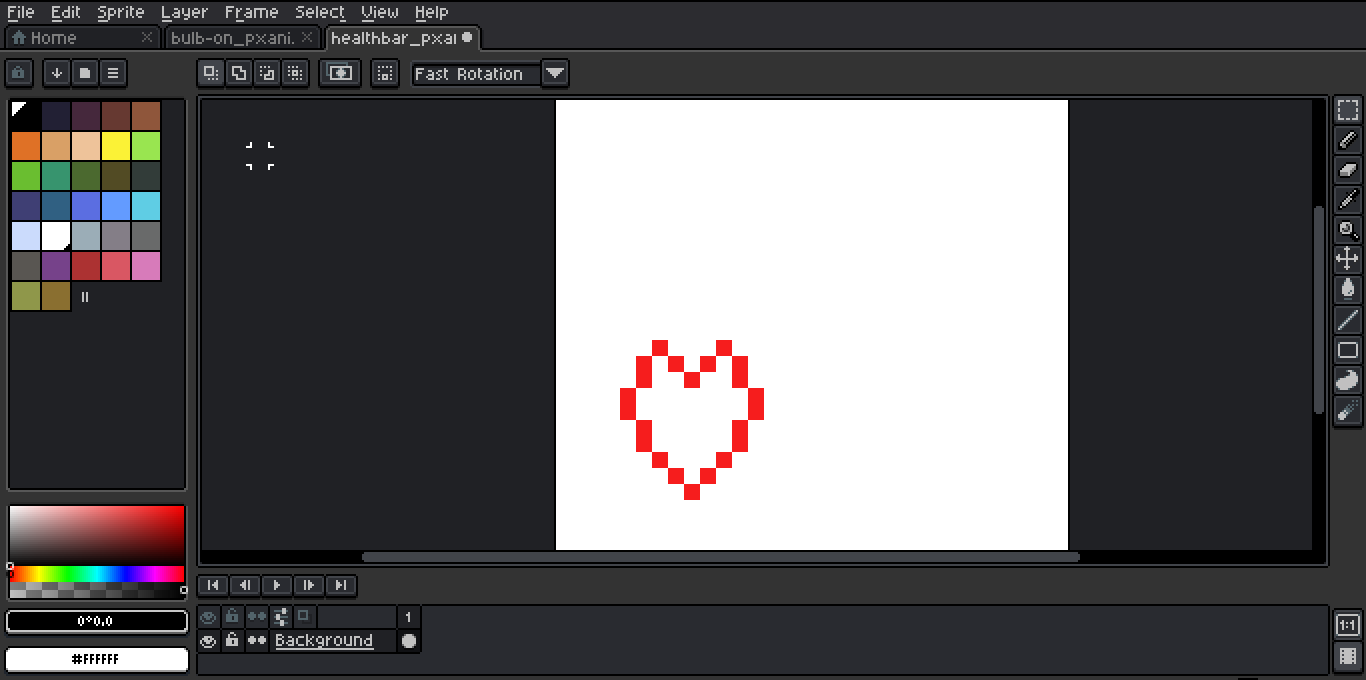 File Edit Sprite Layer Frame Select View Help
Home bulb-on_pxani. healthbar_pxai
Fast Rotation
0°0,0
#FFFFFF
1
Background
1:1